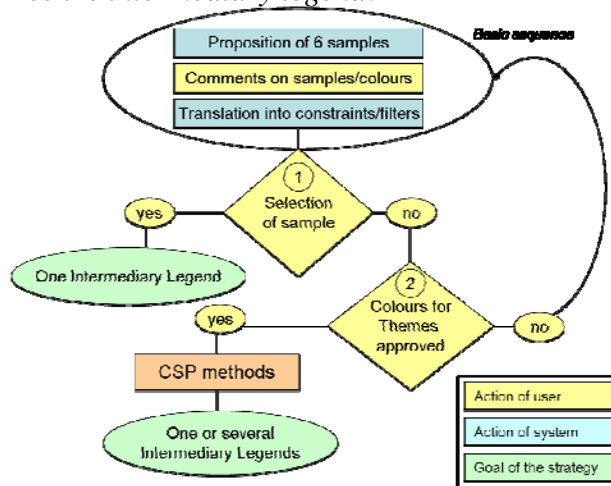 Basic sequence
Proposition of 6 samples
Comments on samples/colours
Translation into constraints/filters
1
Selection
of sample
yes
no
One Intermediary Legend
2
Colours for
Themes
approved
yes
no
CSP methods
One or several
Intermediary Legends
Action of user
Action of system
Goal of the strategy